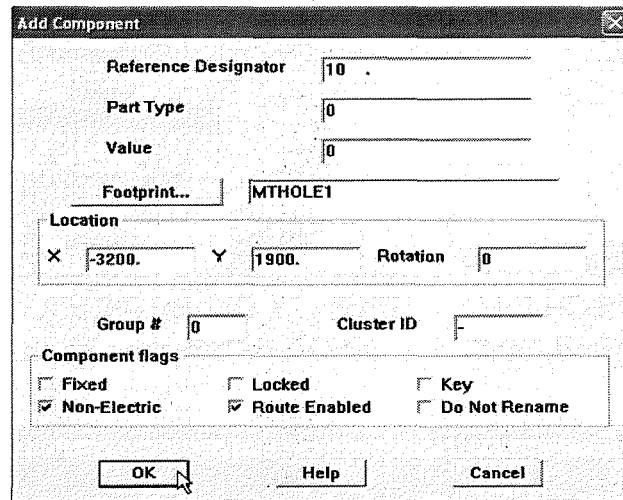 Add Component
Reference Designator 10 .
Part Type 0
Value 0
Footprint... MTHOLE1
Location
X -3200. Y 1900. Rotation 0
Group # 0 Cluster ID -
Component flags
Fixed Locked Key
Non-Electric Route Enabled Do Not Rename
OK Help Cancel